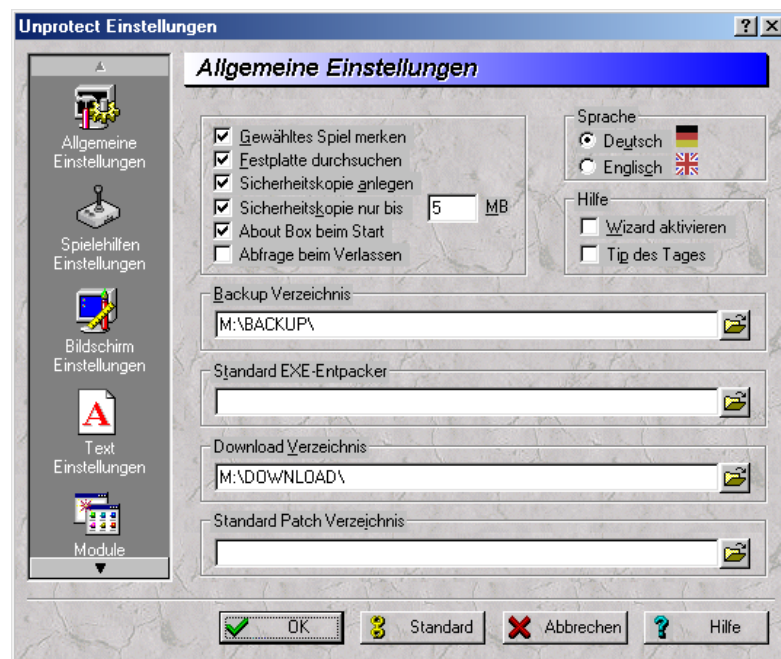 Unprotect Einstellungen
Allgemeine Einstellungen
Allgemeine
Einstellungen
Spielehilfen
Einstellungen
Bildschirm
Einstellungen
Text
Einstellungen
Module
Gewähltes Spiel merken
Festplatte durchsuchen
Sicherheitskopie anlegen
Sicherheitskopie nur bis 5 MB
About Box beim Start
Abfrage beim Verlassen
Sprache
Deutsch
Englisch
Hilfe
Wizard aktivieren
Tip des Tages
Backup Verzeichnis
M:\BACKUP\
Standard EXE-Entpacker
Download Verzeichnis
M:\DOWNLOAD\
Standard Patch Verzeichnis
OK Standard Abbrechen Hilfe